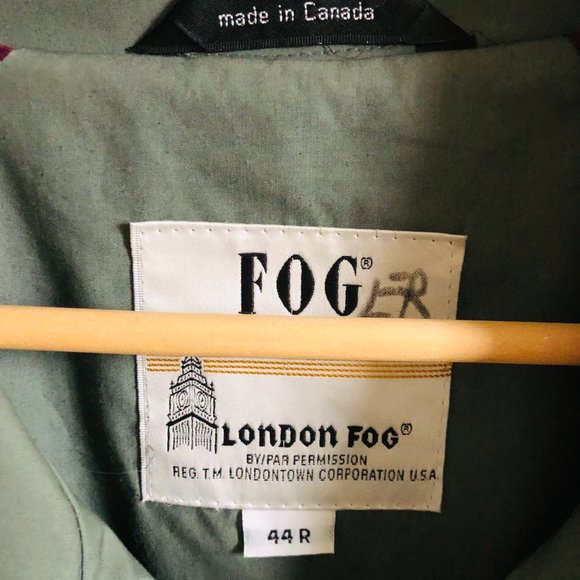 made in Canada
FOG®
ER
LONDON FOG®
BY/PAR PERMISSION
REG. T.M. LONDONTOWN CORPORATION U.S.A.
44 R